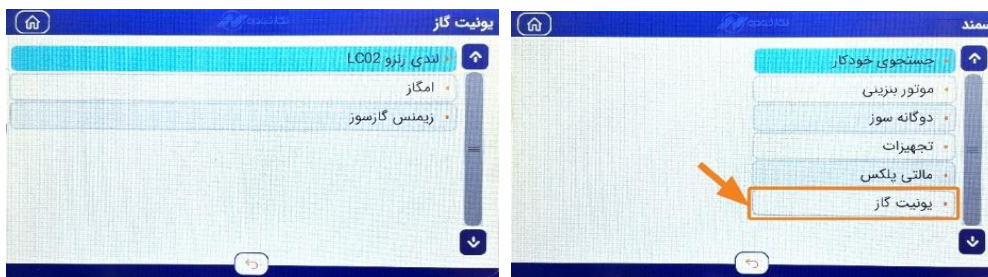 سمند
جستجوی خودکار
موتور بنزینی
دوگانه سوز
تجهیزات
مالتی پلکس
یونیت گاز
یونیت گاز
لندی رنزو LC02
امگاز
زیمنس گازسوز